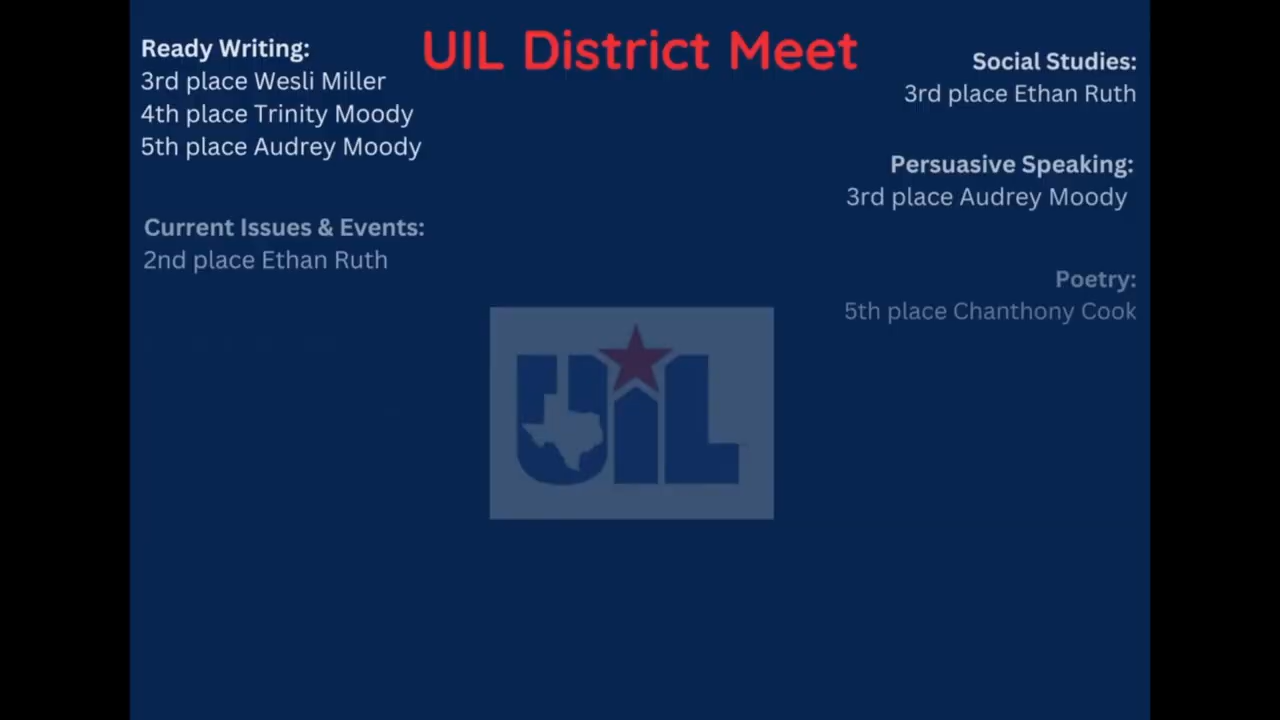 UIL District Meet
Ready Writing:
3rd place Wesli Miller
4th place Trinity Moody
5th place Audrey Moody
Current Issues & Events:
2nd place Ethan Ruth
Social Studies:
3rd place Ethan Ruth
Persuasive Speaking:
3rd place Audrey Moody
Poetry:
5th place Chanthony Cook
UIL